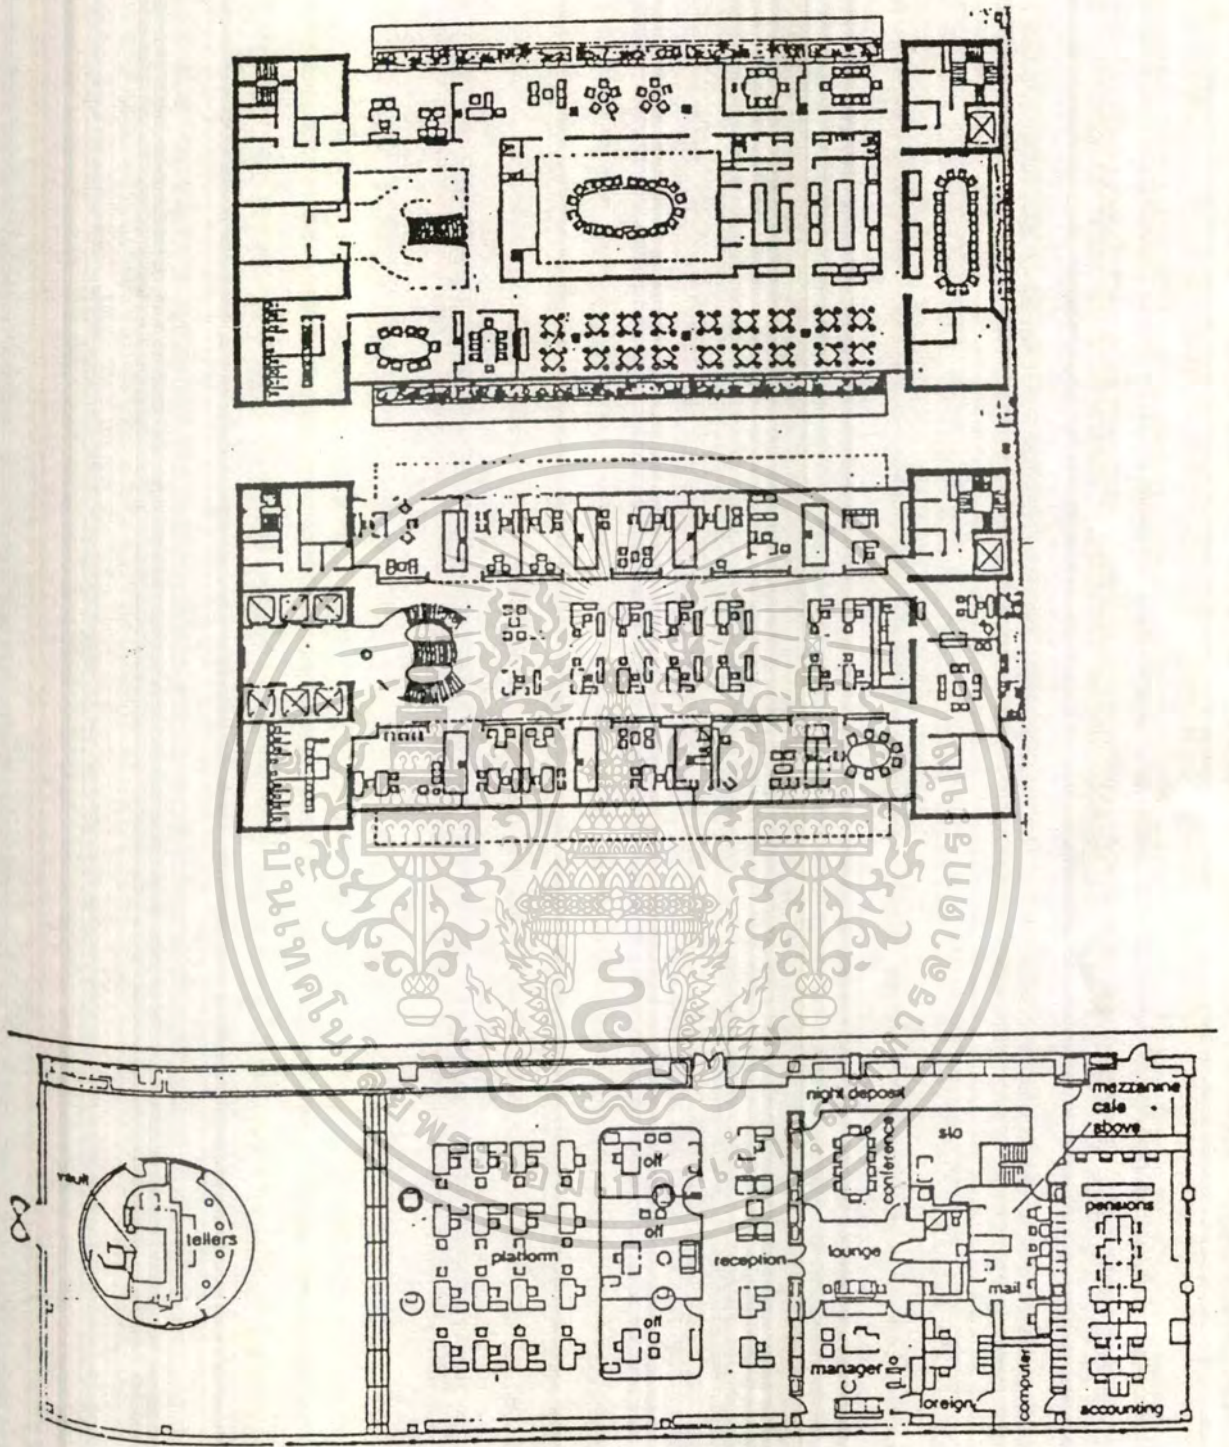 night deposit
mezzanine
cafe
above
conference
sto
vault
tellers
off
pensions
off
platform
reception
lounge
mail
off
manager
foreign
computer
accounting